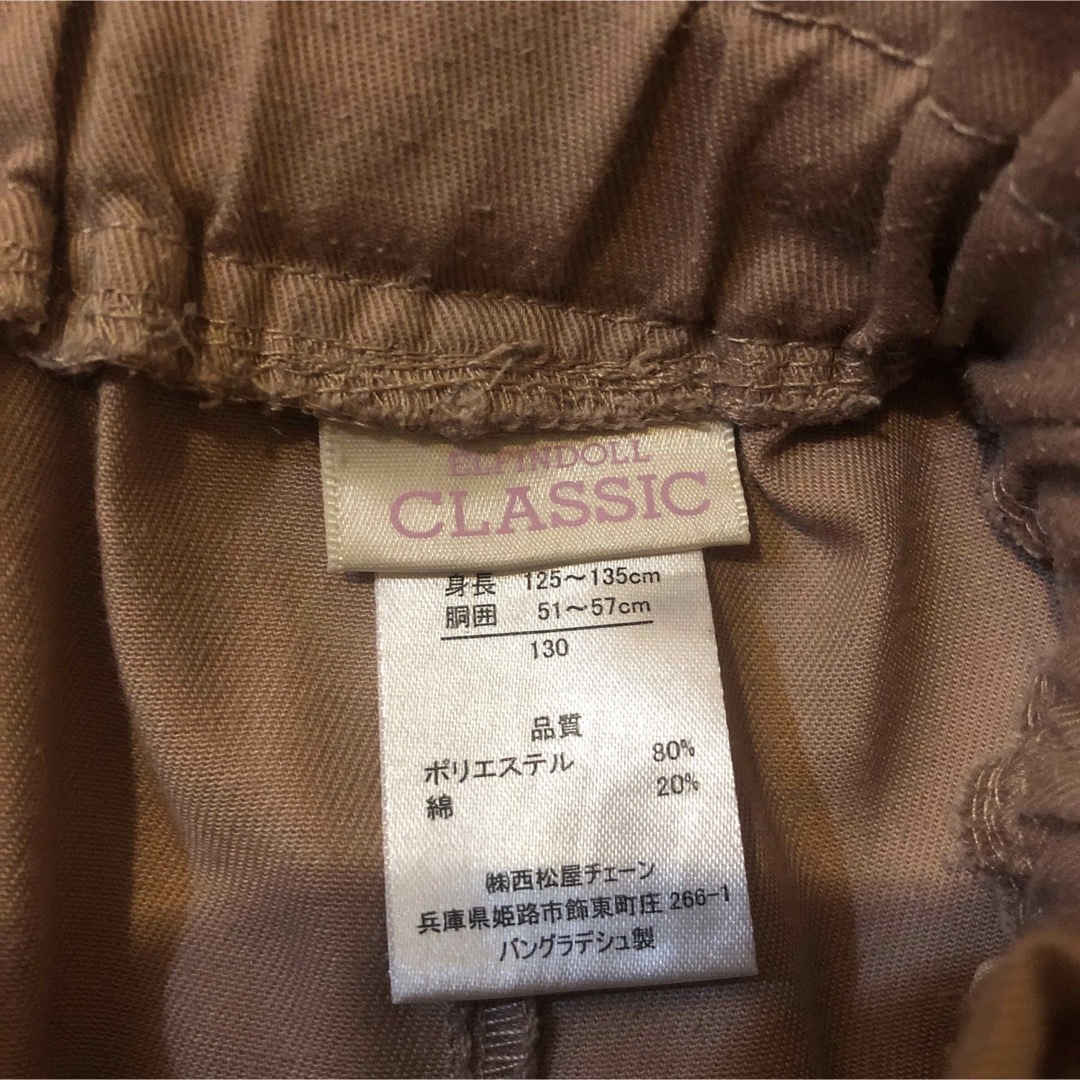 ELFINDOLL
CLASSIC
身長 125～135cm
胴囲 51～57cm
130
品質
ポリエステル 80%
綿 20%
㈱西松屋チェーン
兵庫県姫路市飾東町庄 266-1
バングラデシュ製